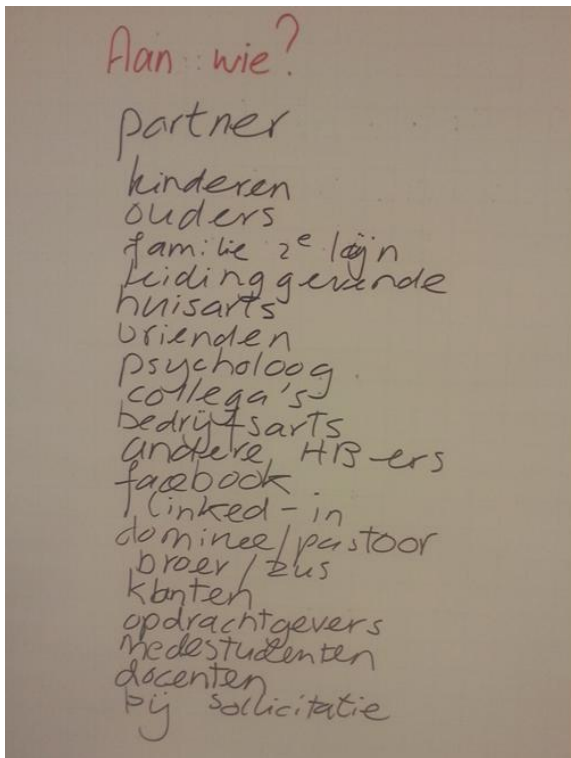 Aan wie?
partner
kinderen
ouders
familie 2e lijn
leidinggevende
huisarts
vrienden
psycholoog
collega's
bedrijfsarts
andere HB-ers
facebook
linked-in
dominee/pastoor
broer/zus
klanten
opdrachtgevers
medestudenten
docenten
bij sollicitatie